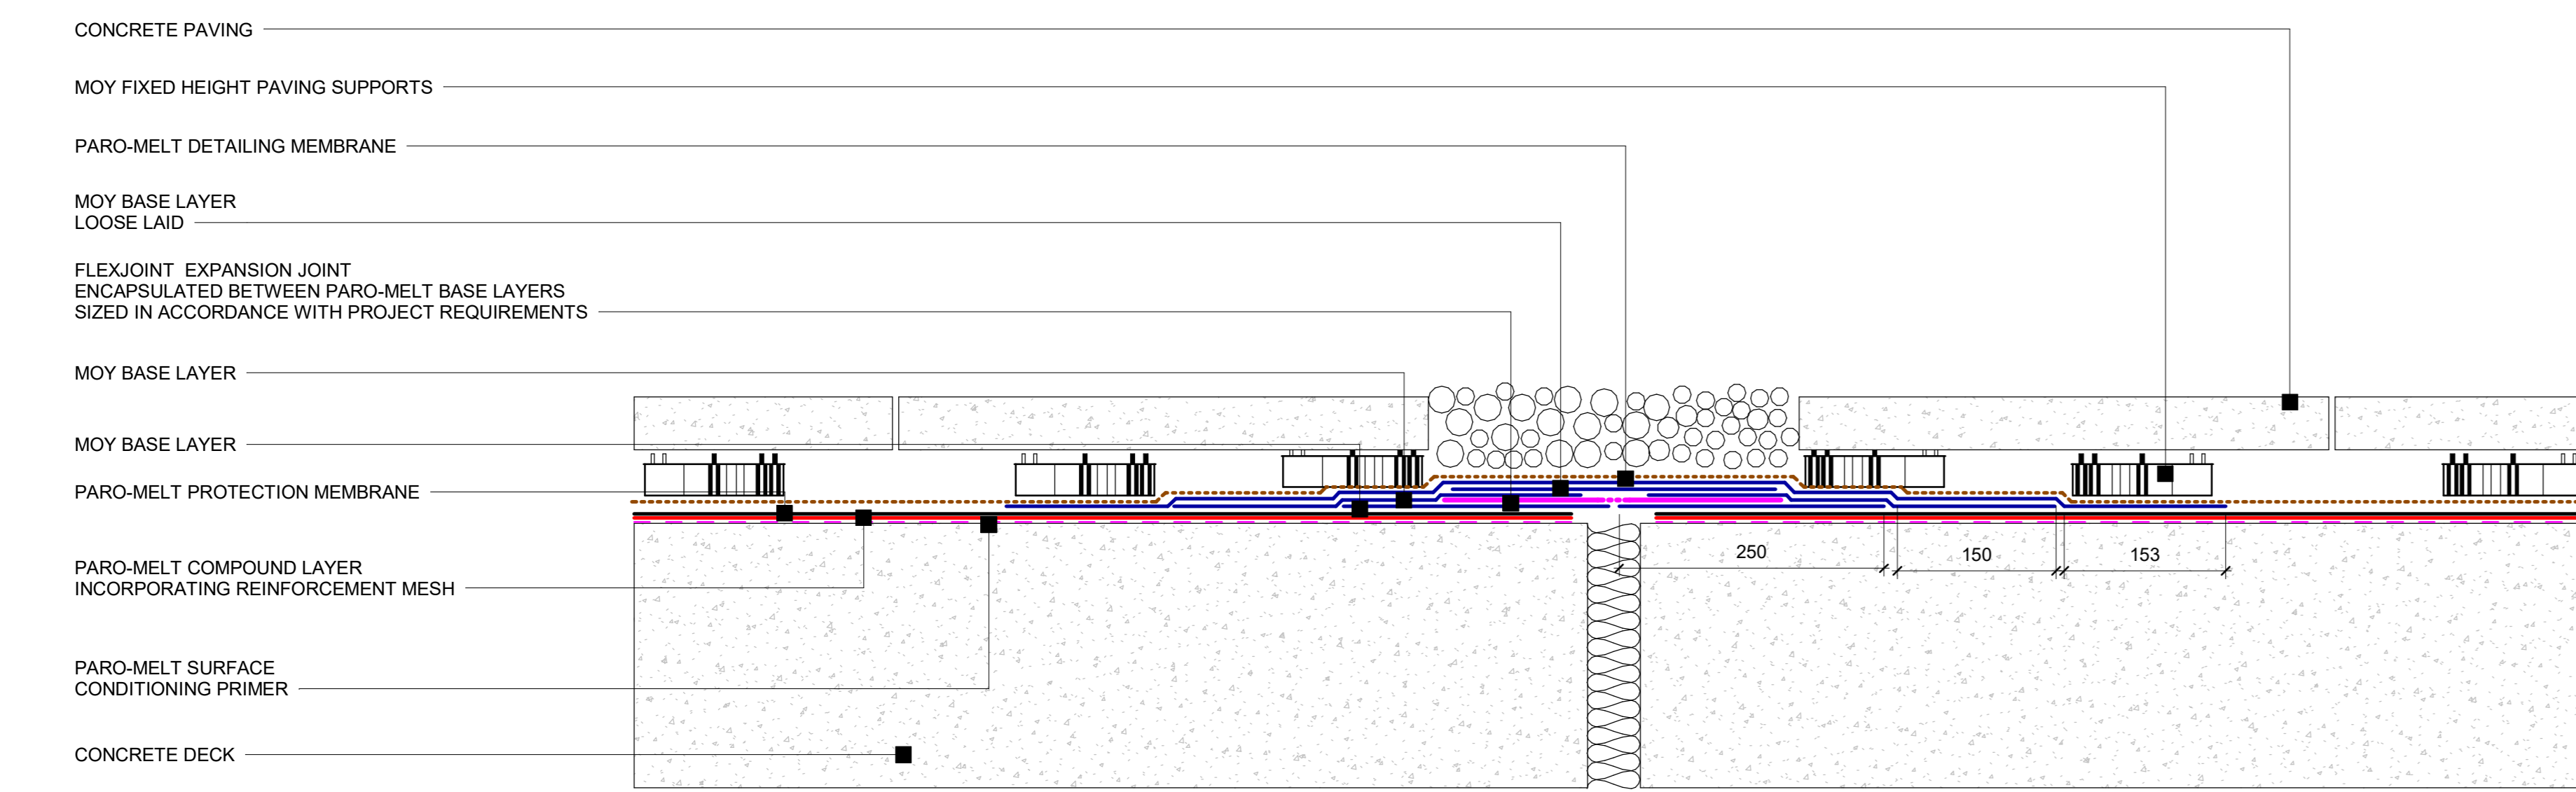 CONCRETE PAVING
MOY FIXED HEIGHT PAVING SUPPORTS
PARO-MELT DETAILING MEMBRANE
MOY BASE LAYER
LOOSE LAID
FLEXJOINT  EXPANSION JOINT
ENCAPSULATED BETWEEN PARO-MELT BASE LAYERS
SIZED IN ACCORDANCE WITH PROJECT REQUIREMENTS
MOY BASE LAYER
MOY BASE LAYER
PARO-MELT PROTECTION MEMBRANE
PARO-MELT COMPOUND LAYER
INCORPORATING REINFORCEMENT MESH
PARO-MELT SURFACE
CONDITIONING PRIMER
CONCRETE DECK
250
150
153